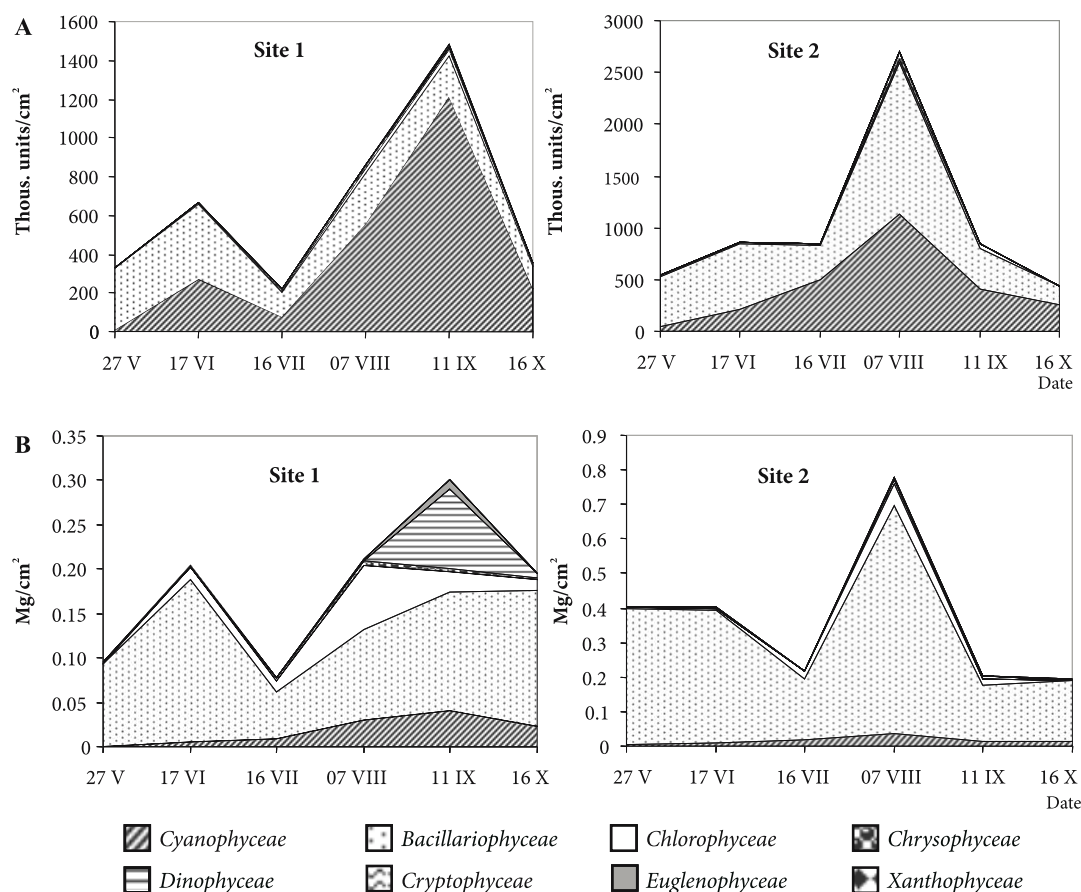 A
Site 1
Thous. units/cm²
1600
1400
1200
1000
800
600
400
200
0
27 V 17 VI 16 VII 07 VIII 11 IX 16 X
Site 2
Thous. units/cm²
3000
2500
2000
1500
1000
500
0
27 V 17 VI 16 VII 07 VIII 11 IX 16 X
Date
B
Site 1
Mg/cm²
0.35
0.30
0.25
0.20
0.15
0.10
0.05
0
27 V 17 VI 16 VII 07 VIII 11 IX 16 X
Site 2
Mg/cm²
0.9
0.8
0.7
0.6
0.5
0.4
0.3
0.2
0.1
0
27 V 17 VI 16 VII 07 VIII 11 IX 16 X
Date
Cyanophyceae Bacillariophyceae Chlorophyceae Chrysophyceae
Dinophyceae Cryptophyceae Euglenophyceae Xanthophyceae